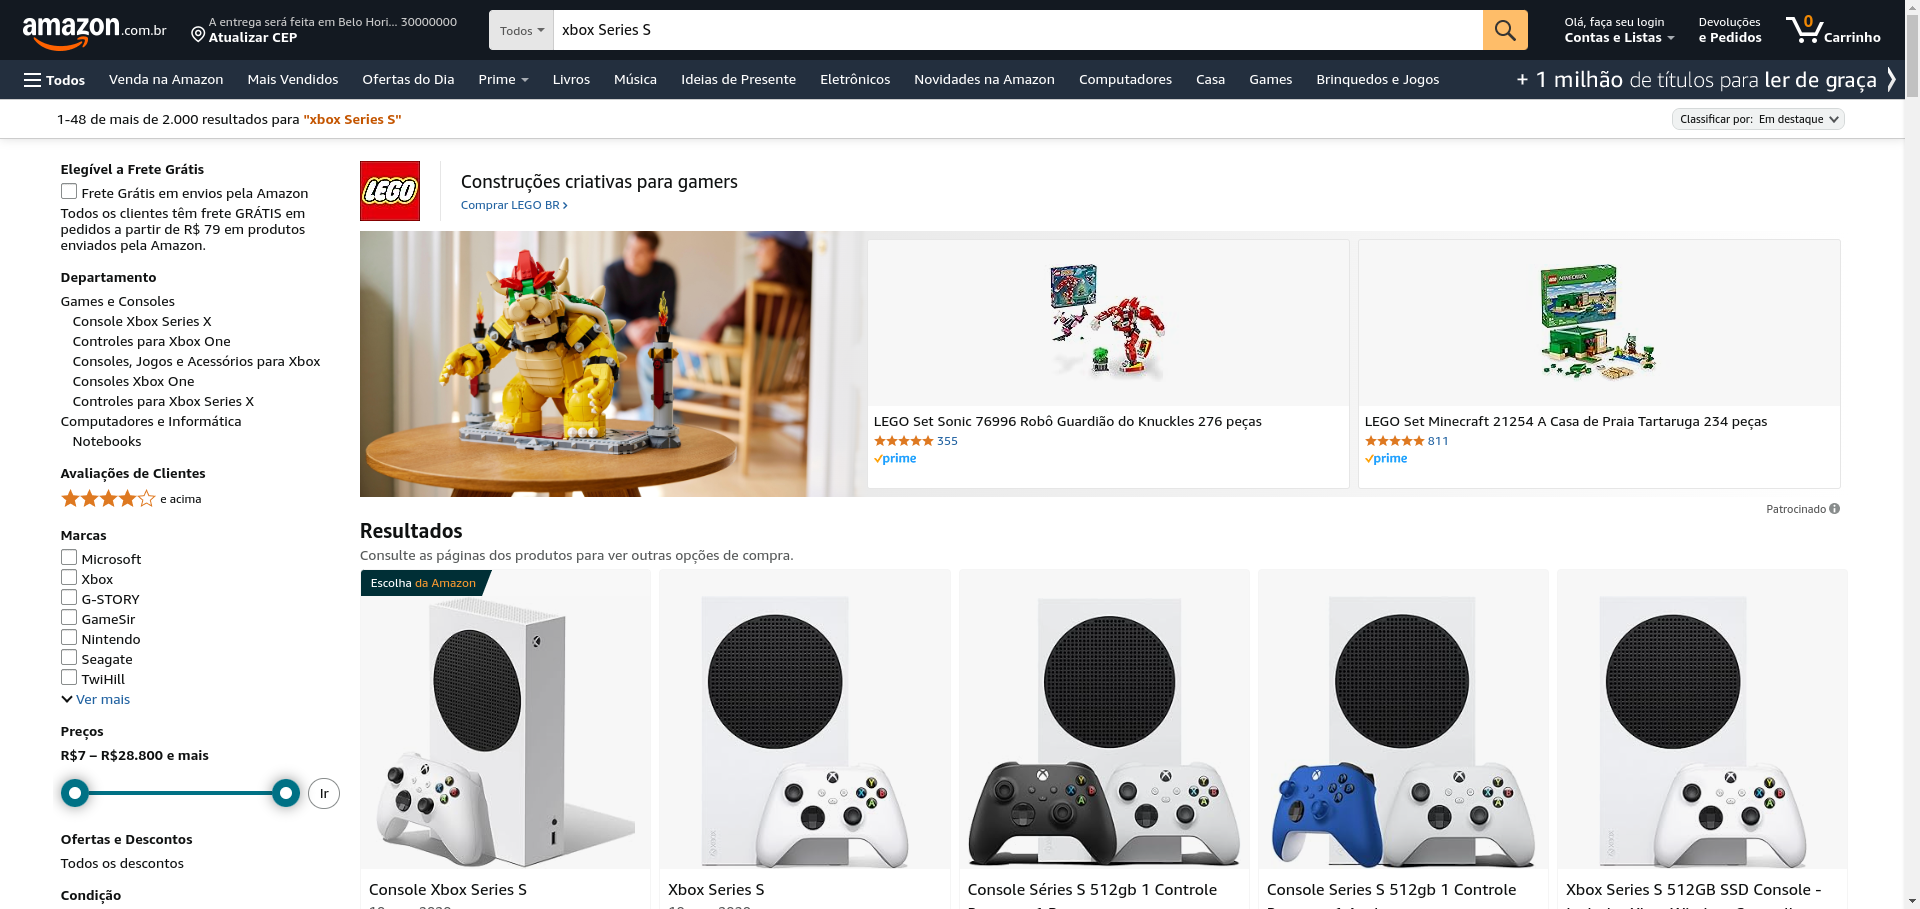 amazon.com.br
A entrega será feita em Belo Hori... 30000000
Atualizar CEP
Todos
xbox Series S
Olá, faça seu login
Contas e Listas
Devoluções
e Pedidos
0
Carrinho
Todos
Venda na Amazon
Mais Vendidos
Ofertas do Dia
Prime
Livros
Música
Ideias de Presente
Eletrônicos
Novidades na Amazon
Computadores
Casa
Games
Brinquedos e Jogos
+ 1 milhão de títulos para ler de graça
1-48 de mais de 2.000 resultados para "xbox Series S"
Classificar por: Em destaque
Elegível a Frete Grátis
Frete Grátis em envios pela Amazon
Todos os clientes têm frete GRÁTIS em
pedidos a partir de R$ 79 em produtos
enviados pela Amazon.
Departamento
Games e Consoles
Console Xbox Series X
Controles para Xbox One
Consoles, Jogos e Acessórios para Xbox
Consoles Xbox One
Controles para Xbox Series X
Computadores e Informática
Notebooks
Avaliações de Clientes
e acima
Marcas
Microsoft
Xbox
G-STORY
GameSir
Nintendo
Seagate
TwiHill
Ver mais
Preços
R$7 – R$28.800 e mais
Ir
Ofertas e Descontos
Todos os descontos
Condição
LEGO
Construções criativas para gamers
Comprar LEGO BR
LEGO Set Sonic 76996 Robô Guardião do Knuckles 276 peças
355
prime
LEGO Set Minecraft 21254 A Casa de Praia Tartaruga 234 peças
811
prime
Patrocinado
Resultados
Consulte as páginas dos produtos para ver outras opções de compra.
Escolha da Amazon
Console Xbox Series S
Xbox Series S
Console Séries S 512gb 1 Controle
Console Series S 512gb 1 Controle
Xbox Series S 512GB SSD Console -